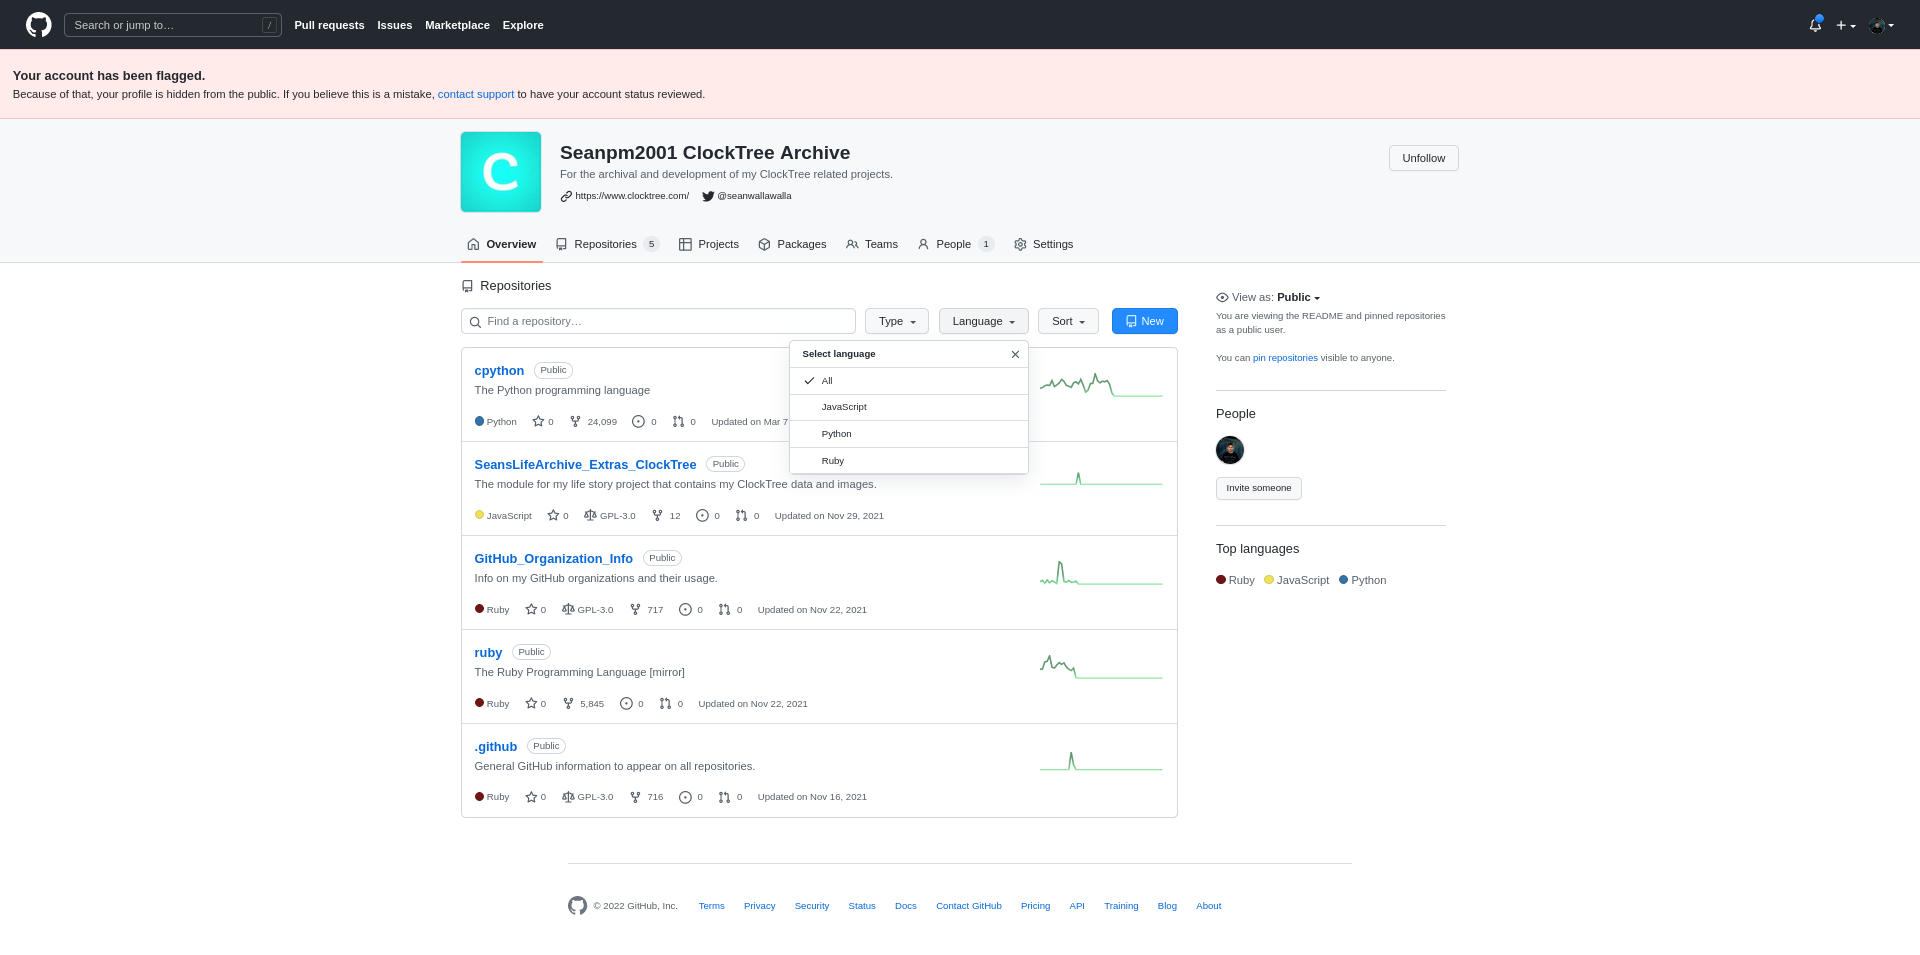 Search or jump to… /
Pull requests Issues Marketplace Explore
Your account has been flagged.
Because of that, your profile is hidden from the public. If you believe this is a mistake, contact support to have your account status reviewed.
C
Seanpm2001 ClockTree Archive
Unfollow
For the archival and development of my ClockTree related projects.
https://www.clocktree.com/ @seanwallawalla
Overview Repositories 5 Projects Packages Teams People 1 Settings
Repositories
Find a repository… Type Language Sort New
Select language
All
JavaScript
Python
Ruby
cpython Public
The Python programming language
Python 0 24,099 0 0 Updated on Mar 7
SeansLifeArchive_Extras_ClockTree Public
The module for my life story project that contains my ClockTree data and images.
JavaScript 0 GPL-3.0 12 0 0 Updated on Nov 29, 2021
GitHub_Organization_Info Public
Info on my GitHub organizations and their usage.
Ruby 0 GPL-3.0 717 0 0 Updated on Nov 22, 2021
ruby Public
The Ruby Programming Language [mirror]
Ruby 0 5,845 0 0 Updated on Nov 22, 2021
.github Public
General GitHub information to appear on all repositories.
Ruby 0 GPL-3.0 716 0 0 Updated on Nov 16, 2021
View as: Public
You are viewing the README and pinned repositories
as a public user.
You can pin repositories visible to anyone.
People
Invite someone
Top languages
Ruby JavaScript Python
© 2022 GitHub, Inc. Terms Privacy Security Status Docs Contact GitHub Pricing API Training Blog About